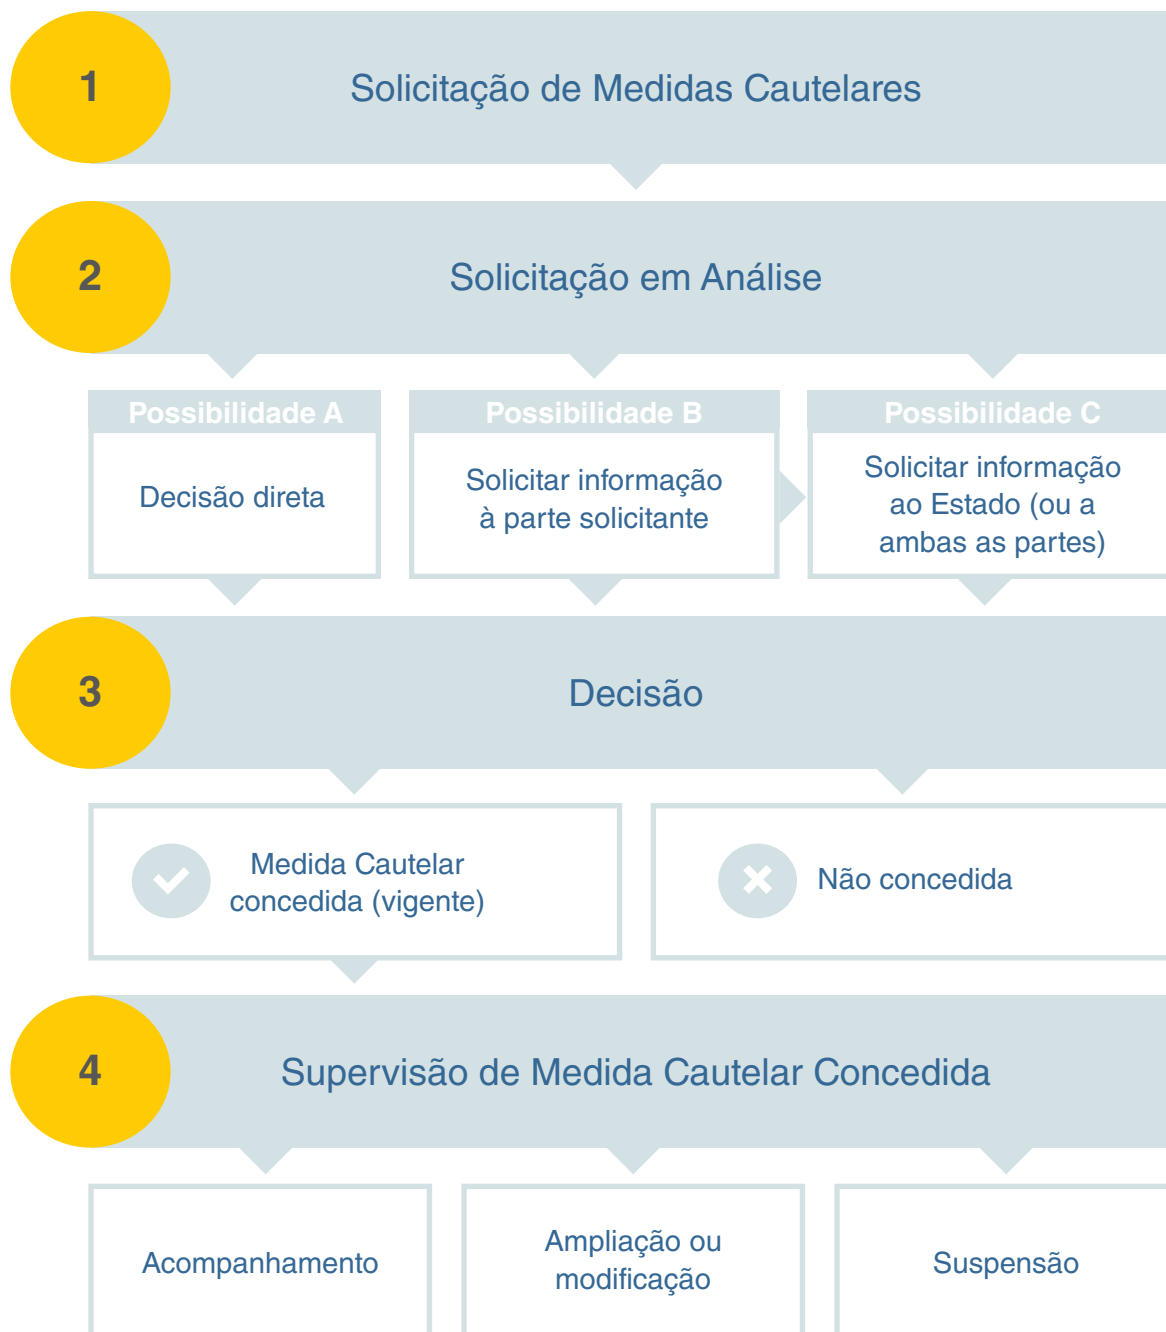 1
Solicitação de Medidas Cautelares
2
Solicitação em Análise
Possibilidade A
Decisão direta
Possibilidade B
Solicitar informação
à parte solicitante
Possibilidade C
Solicitar informação
ao Estado (ou a
ambas as partes)
3
Decisão
Medida Cautelar
concedida (vigente)
Não concedida
4
Supervisão de Medida Cautelar Concedida
Acompanhamento
Ampliação ou
modificação
Suspensão